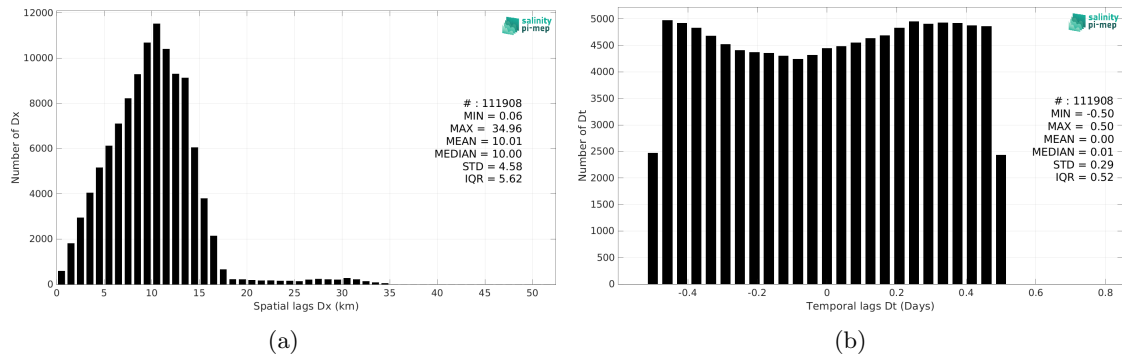 12000
10000
8000
6000
4000
2000
0
Number of Dx
0 5 10 15 20 25 30 35 40 45 50
Spatial lags Dx (km)
salinity
pi-mep
# : 111908
MIN = 0.06
MAX = 34.96
MEAN = 10.01
MEDIAN = 10.00
STD = 4.58
IQR = 5.62
(a)
5000
4500
4000
3500
3000
2500
2000
1500
1000
500
0
Number of Dt
-0.4 -0.2 0 0.2 0.4 0.6 0.8
Temporal lags Dt (Days)
salinity
pi-mep
# : 111908
MIN = -0.50
MAX = 0.50
MEAN = 0.00
MEDIAN = 0.01
STD = 0.29
IQR = 0.52
(b)